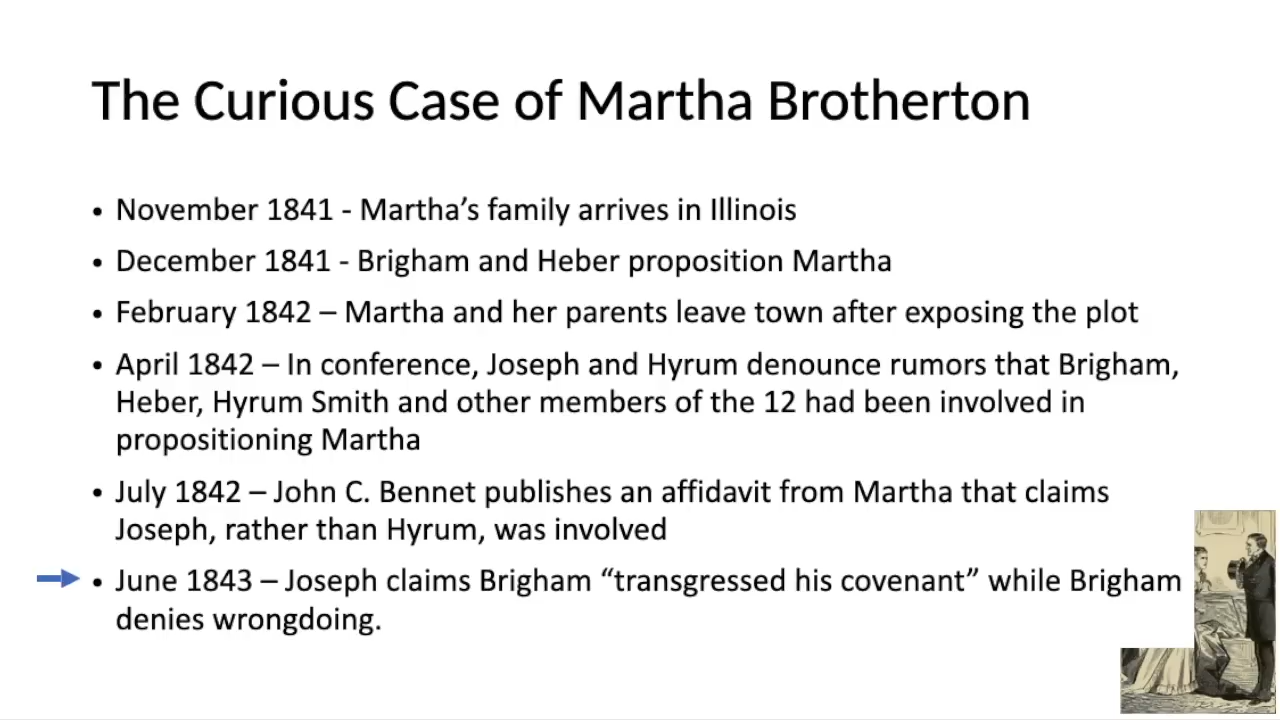 The Curious Case of Martha Brotherton
• November 1841 - Martha’s family arrives in Illinois
• December 1841 - Brigham and Heber proposition Martha
• February 1842 – Martha and her parents leave town after exposing the plot
• April 1842 – In conference, Joseph and Hyrum denounce rumors that Brigham,
Heber, Hyrum Smith and other members of the 12 had been involved in
propositioning Martha
• July 1842 – John C. Bennet publishes an affidavit from Martha that claims
Joseph, rather than Hyrum, was involved
• June 1843 – Joseph claims Brigham “transgressed his covenant” while Brigham
denies wrongdoing.